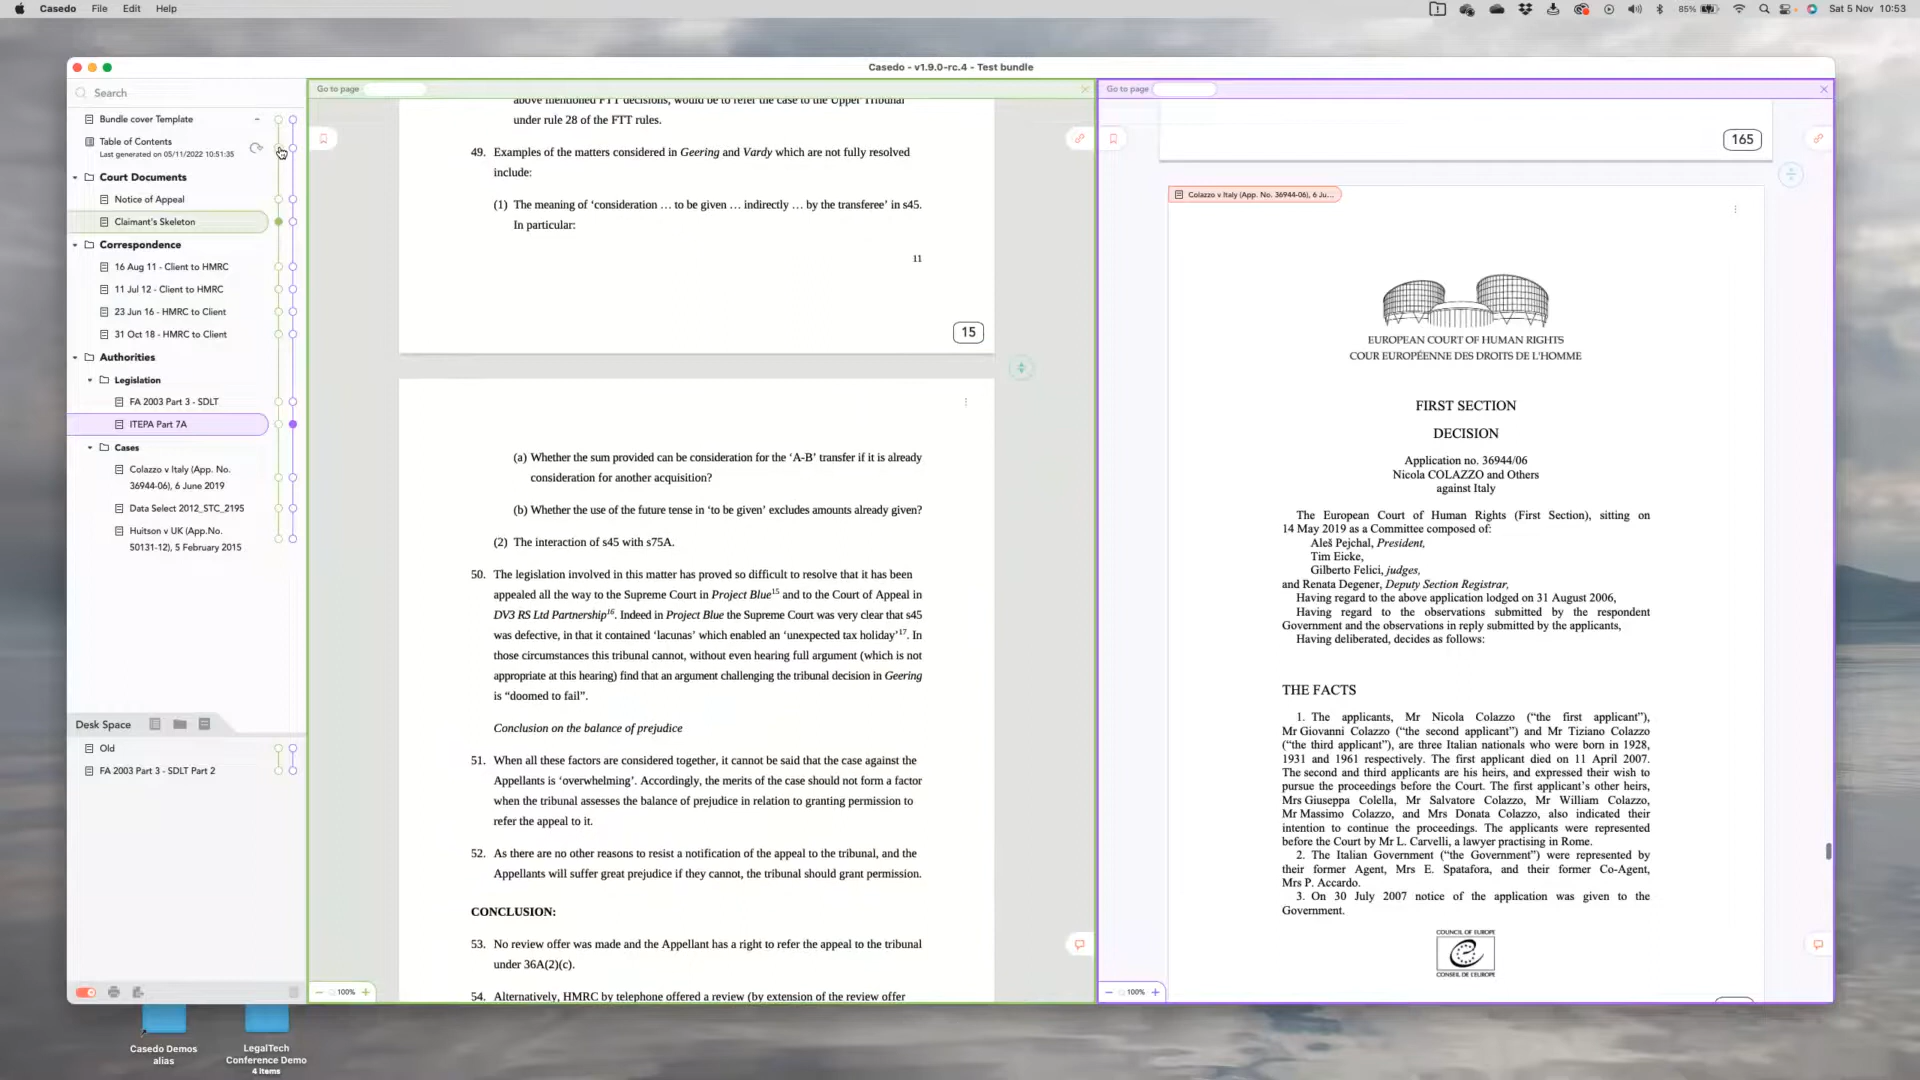 Casedo File Edit Help
85% Sat 5 Nov 10:53
Casedo - v1.9.0-rc.4 - Test bundle
Search
Bundle cover Template
Table of Contents
Last generated on 05/11/2022 10:51:35
Court Documents
Notice of Appeal
Claimant's Skeleton
Correspondence
16 Aug 11 - Client to HMRC
11 Jul 12 - Client to HMRC
23 Jun 16 - HMRC to Client
31 Oct 18 - HMRC to Client
Authorities
Legislation
FA 2003 Part 3 - SDLT
ITEPA Part 7A
Cases
Colazzo v Italy (App. No.
36944-06), 6 June 2019
Data Select 2012_STC_2195
Huitson v UK (App.No.
50131-12), 5 February 2015
Desk Space
Old
FA 2003 Part 3 - SDLT Part 2
Go to page
above mentioned FTT decisions, would be to refer the case to the Upper Tribunal
under rule 28 of the FTT rules.
49. Examples of the matters considered in Geering and Vardy which are not fully resolved
include:
(1) The meaning of ‘consideration … to be given … indirectly … by the transferee’ in s45.
In particular:
11
15
(a) Whether the sum provided can be consideration for the ‘A-B’ transfer if it is already
consideration for another acquisition?
(b) Whether the use of the future tense in ‘to be given’ excludes amounts already given?
(2) The interaction of s45 with s75A.
50. The legislation involved in this matter has proved so difficult to resolve that it has been
appealed all the way to the Supreme Court in Project Blue15 and to the Court of Appeal in
DV3 RS Ltd Partnership16. Indeed in Project Blue the Supreme Court was very clear that s45
was defective, in that it contained ‘lacunas’ which enabled an ‘unexpected tax holiday’17. In
those circumstances this tribunal cannot, without even hearing full argument (which is not
appropriate at this hearing) find that an argument challenging the tribunal decision in Geering
is “doomed to fail”.
Conclusion on the balance of prejudice
51. When all these factors are considered together, it cannot be said that the case against the
Appellants is ‘overwhelming’. Accordingly, the merits of the case should not form a factor
when the tribunal assesses the balance of prejudice in relation to granting permission to
refer the appeal to it.
52. As there are no other reasons to resist a notification of the appeal to the tribunal, and the
Appellants will suffer great prejudice if they cannot, the tribunal should grant permission.
CONCLUSION:
53. No review offer was made and the Appellant has a right to refer the appeal to the tribunal
under 36A(2)(c).
54. Alternatively, HMRC by telephone offered a review (by extension of the review offer
100%
Go to page
165
Colazzo v Italy (App. No. 36944-06), 6 Ju...
EUROPEAN COURT OF HUMAN RIGHTS
COUR EUROPÉENNE DES DROITS DE L'HOMME
FIRST SECTION
DECISION
Application no. 36944/06
Nicola COLAZZO and Others
against Italy
The European Court of Human Rights (First Section), sitting on
14 May 2019 as a Committee composed of:
Aleš Pejchal, President,
Tim Eicke,
Gilberto Felici, judges,
and Renata Degener, Deputy Section Registrar,
Having regard to the above application lodged on 31 August 2006,
Having regard to the observations submitted by the respondent
Government and the observations in reply submitted by the applicants,
Having deliberated, decides as follows:
THE FACTS
1. The applicants, Mr Nicola Colazzo (“the first applicant”),
Mr Giovanni Colazzo (“the second applicant”) and Mr Tiziano Colazzo
(“the third applicant”), are three Italian nationals who were born in 1928,
1931 and 1961 respectively. The first applicant died on 11 April 2007.
The second and third applicants are his heirs, and expressed their wish to
pursue the proceedings before the Court. The first applicant’s other heirs,
Mrs Giuseppa Colella, Mr Salvatore Colazzo, Mr William Colazzo,
Mr Massimo Colazzo, and Mrs Donata Colazzo, also indicated their
intention to continue the proceedings. The applicants were represented
before the Court by Mr L. Carvelli, a lawyer practising in Rome.
2. The Italian Government (“the Government”) were represented by
their former Agent, Mrs E. Spatafora, and their former Co-Agent,
Mrs P. Accardo.
3. On 30 July 2007 notice of the application was given to the
Government.
COUNCIL OF EUROPE
CONSEIL DE L'EUROPE
100%
Casedo Demos
alias
LegalTech
Conference Demo
4 items